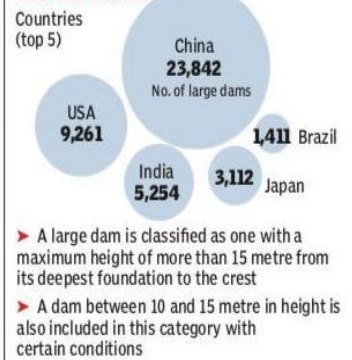 Countries
(top 5)
China
23,842
No. of large dams
USA
9,261
1,411 Brazil
India
5,254
3,112 Japan
➤ A large dam is classified as one with a
maximum height of more than 15 metre from
its deepest foundation to the crest
➤ A dam between 10 and 15 metre in height is
also included in this category with
certain conditions